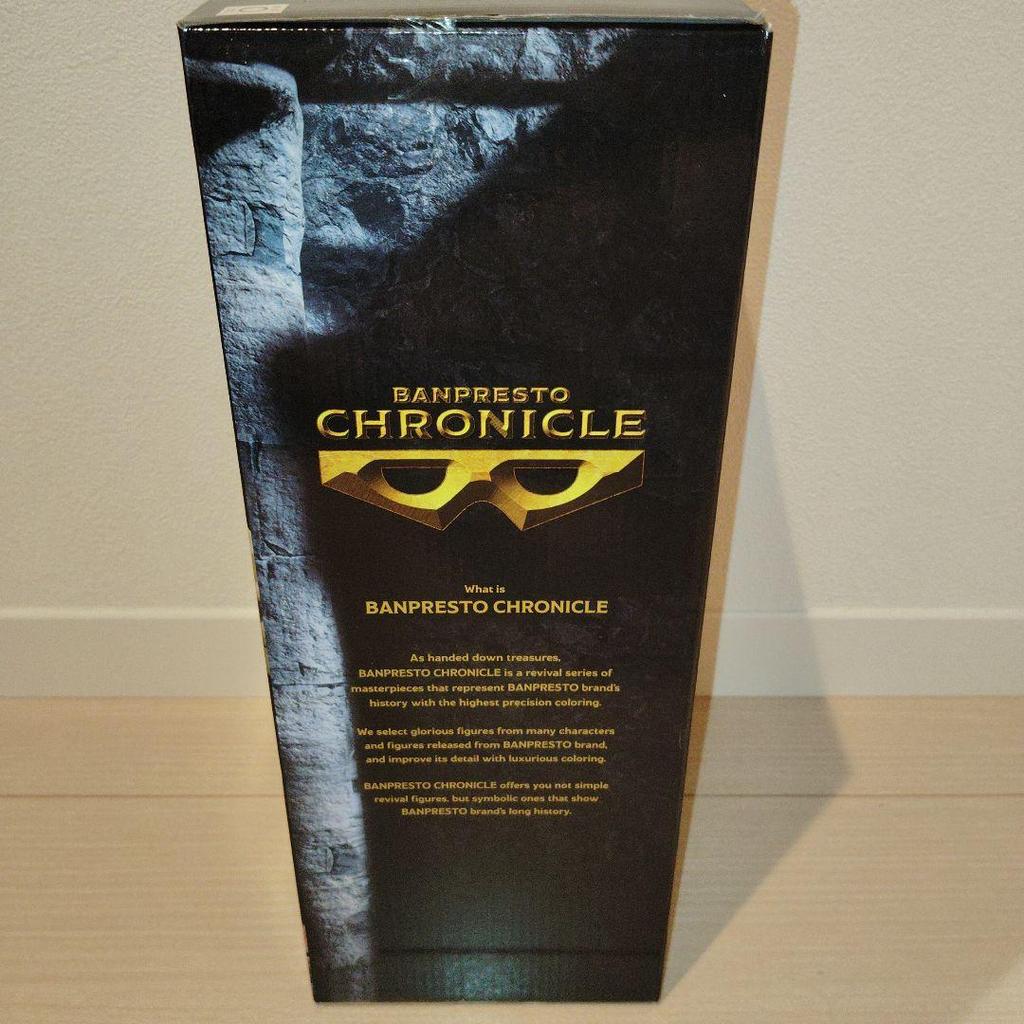 BANPRESTO
CHRONICLE
What is
BANPRESTO CHRONICLE
As handed down treasures,
BANPRESTO CHRONICLE is a revival series of
masterpieces that represent BANPRESTO brand's
history with the highest precision coloring.
We select glorious figures from many characters
and figures released from BANPRESTO brand,
and improve its detail with luxurious coloring.
BANPRESTO CHRONICLE offers you not simple
revival figures, but symbolic ones that show
BANPRESTO brand's long history.